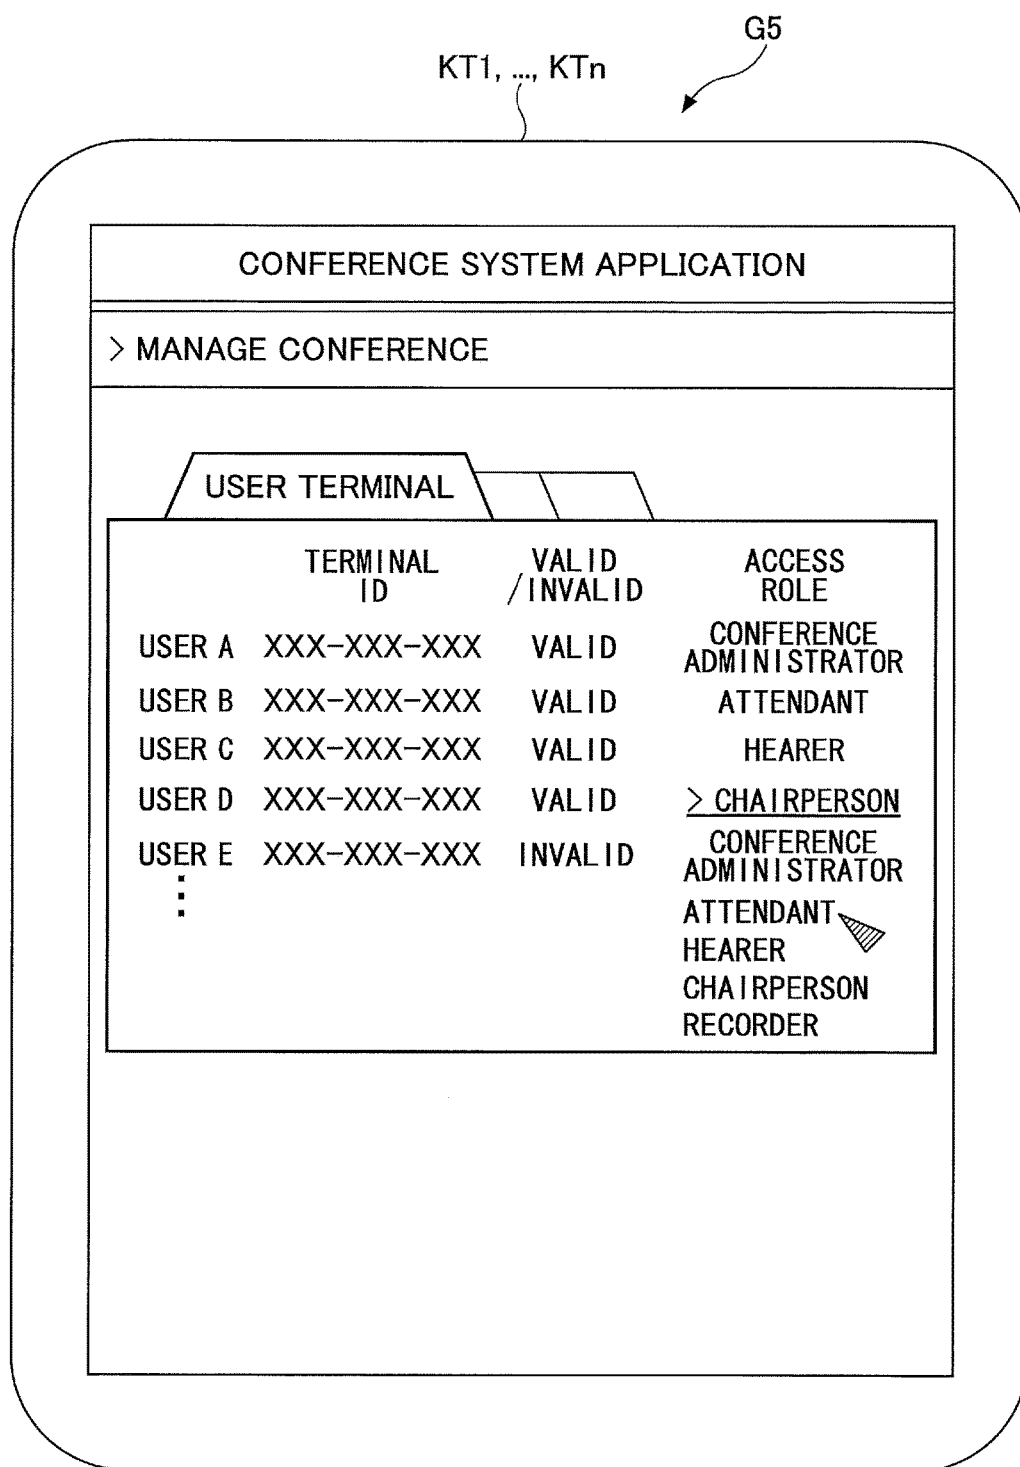 G5
KT1, ..., KTn
CONFERENCE SYSTEM APPLICATION
> MANAGE CONFERENCE
USER TERMINAL
TERMINAL ID VALID /INVALID ACCESS ROLE
USER A XXX-XXX-XXX VALID CONFERENCE ADMINISTRATOR
USER B XXX-XXX-XXX VALID ATTENDANT
USER C XXX-XXX-XXX VALID HEARER
USER D XXX-XXX-XXX VALID > CHAIRPERSON
USER E XXX-XXX-XXX INVALID CONFERENCE ADMINISTRATOR
ATTENDANT
HEARER
CHAIRPERSON
RECORDER